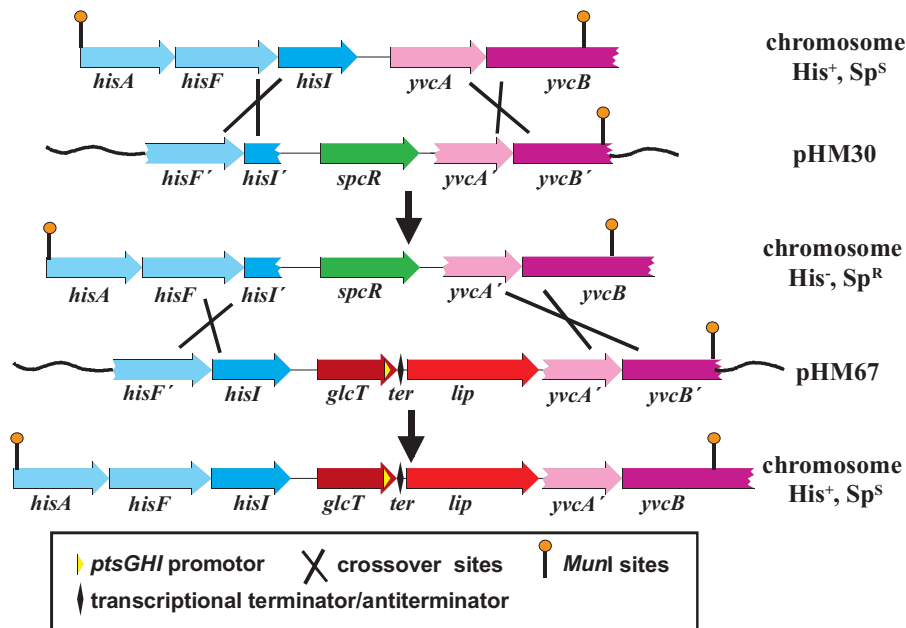 chromosome
His⁺, Spˢ
hisA hisF hisI yvcA yvcB
pHM30
hisF´ hisI´ spcR yvcA´ yvcB´
chromosome
His⁻, Spᴿ
hisA hisF hisI´ spcR yvcA´ yvcB
pHM67
hisF´ hisI glcT ter lip yvcA´ yvcB´
chromosome
His⁺, Spˢ
hisA hisF hisI glcT ter lip yvcA´ yvcB
ptsGHI promotor crossover sites MunI sites
transcriptional terminator/antiterminator